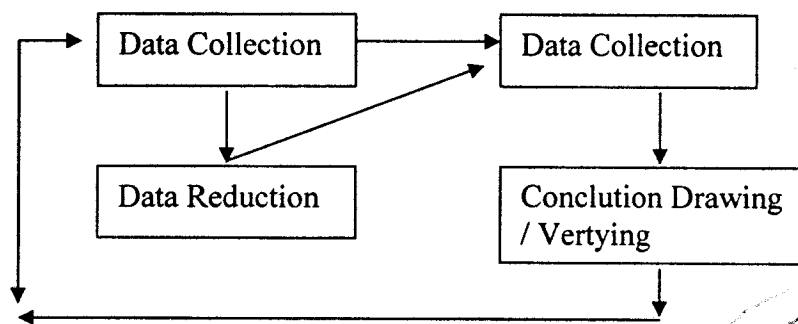 Data Collection
Data Collection
Data Reduction
Conclution Drawing
/ Vertying